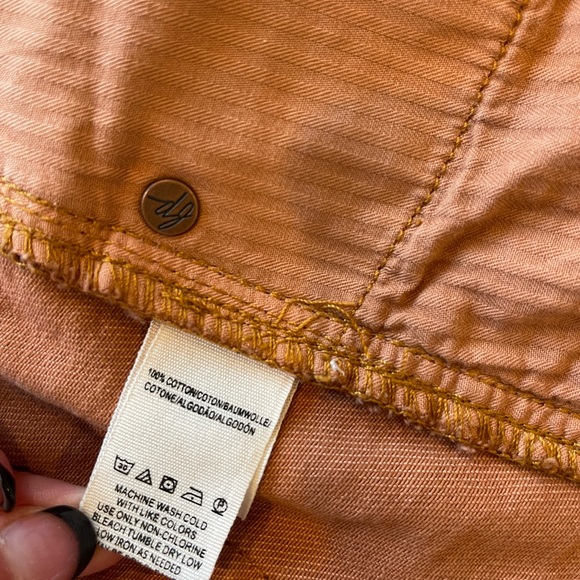 100% COTTON/COTON/BAUMWOLLE/
COTONE/ALGODÃO/ALGODÓN
30 P
MACHINE WASH COLD
WITH LIKE COLORS
USE ONLY NON-CHLORINE
BLEACH TUMBLE DRY LOW
LOW IRON AS NEEDED